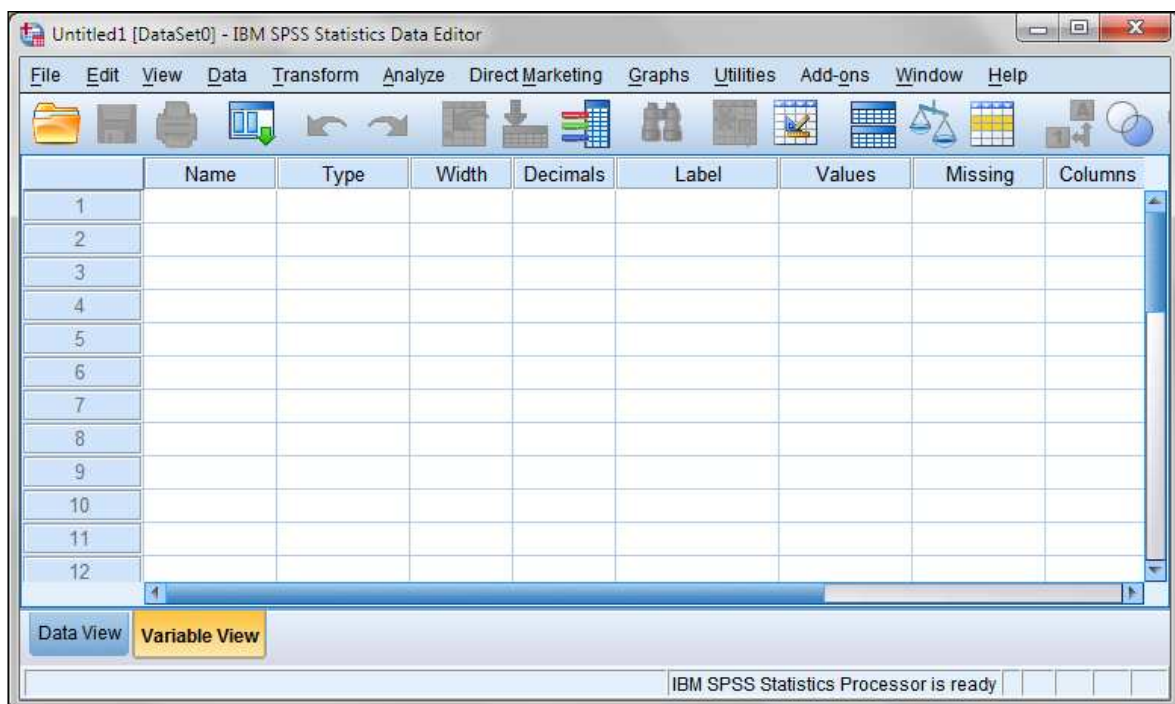 Untitled1 [DataSet0] - IBM SPSS Statistics Data Editor
File Edit View Data Transform Analyze Direct Marketing Graphs Utilities Add-ons Window Help
Name Type Width Decimals Label Values Missing Columns
1
2
3
4
5
6
7
8
9
10
11
12
Data View Variable View
IBM SPSS Statistics Processor is ready